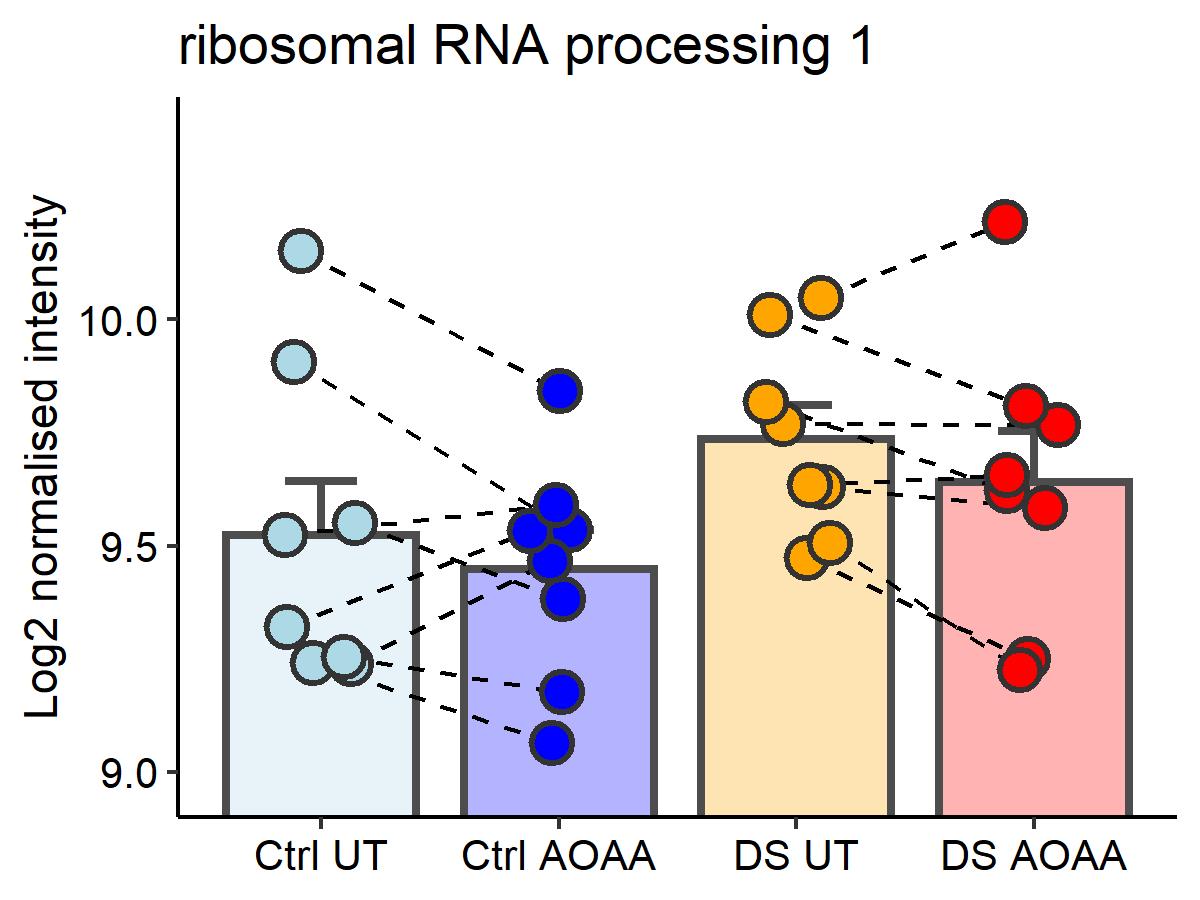 ribosomal RNA processing 1
Log2 normalised intensity
10.0
9.5
9.0
Ctrl UT
Ctrl AOAA
DS UT
DS AOAA